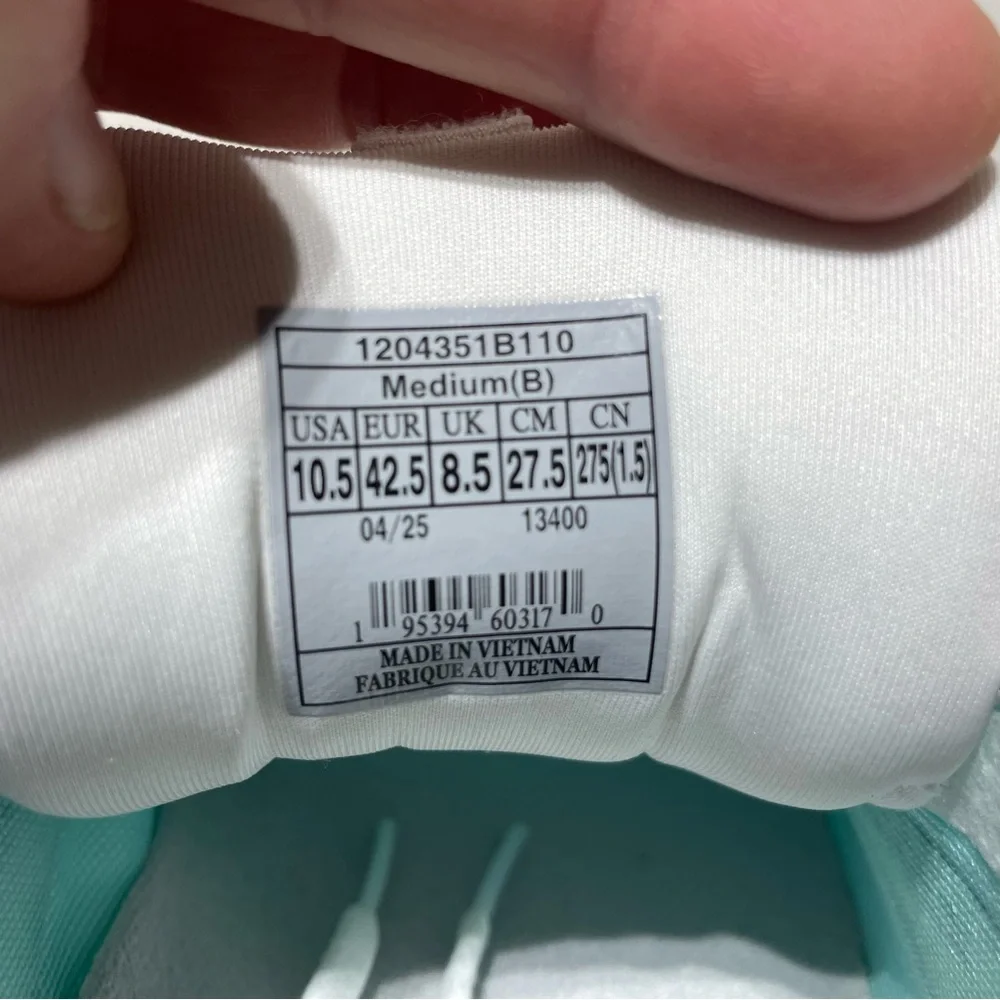 1204351B110
Medium(B)
USA EUR UK CM CN
10.5 42.5 8.5 27.5 275(1.5)
04/25 13400
1 95394 60317 0
MADE IN VIETNAM
FABRIQUE AU VIETNAM